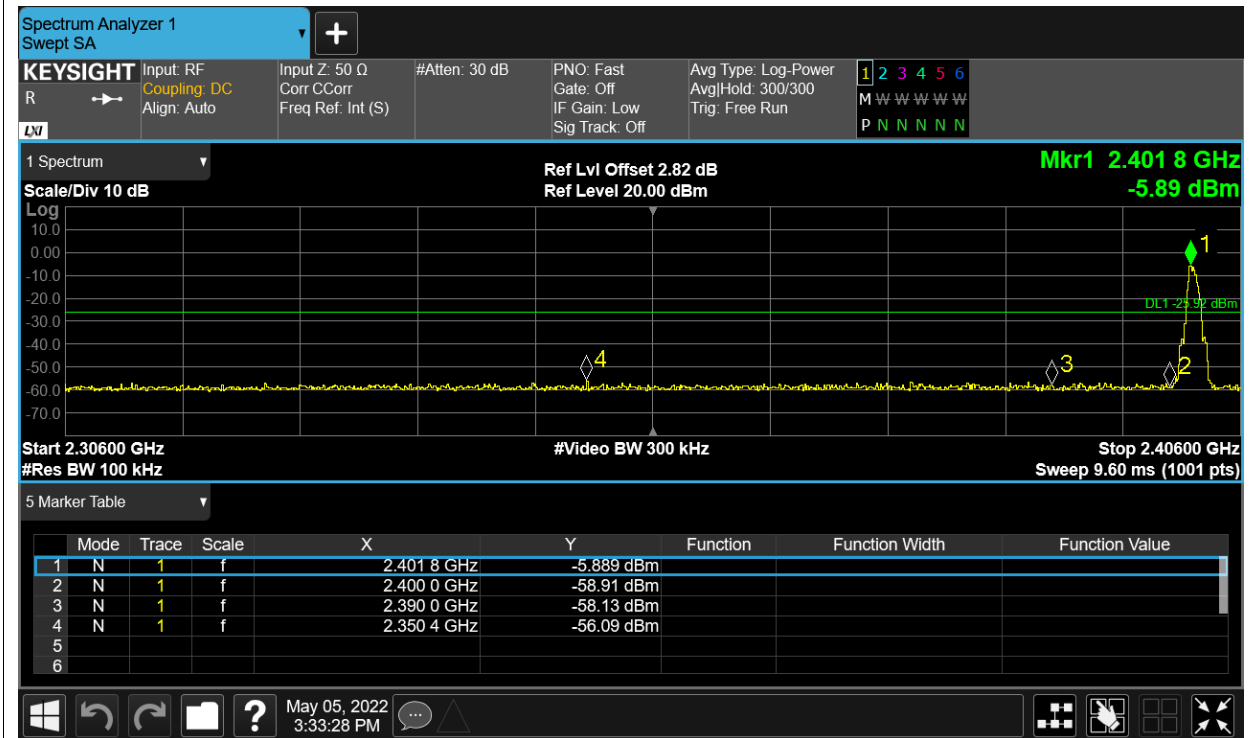 Spectrum Analyzer 1
Swept SA
+
KEYSIGHT Input: RF Input Z: 50 Ω #Atten: 30 dB PNO: Fast Avg Type: Log-Power 1 2 3 4 5 6
R Coupling: DC Corr CCorr Gate: Off Avg|Hold: 300/300 M W W W W W W
Align: Auto Freq Ref: Int (S) IF Gain: Low Trig: Free Run
LXI Sig Track: Off P N N N N N N
1 Spectrum Ref Lvl Offset 2.82 dB Mkr1 2.401 8 GHz
Scale/Div 10 dB Ref Level 20.00 dBm -5.89 dBm
Log
10.0
1
0.00
-10.0
-20.0
DL1 -25.92 dBm
-30.0
-40.0
4 3 2
-50.0
-60.0
-70.0
Start 2.30600 GHz #Video BW 300 kHz Stop 2.40600 GHz
#Res BW 100 kHz Sweep 9.60 ms (1001 pts)
5 Marker Table
Mode Trace Scale X Y Function Function Width Function Value
1 N 1 f 2.401 8 GHz -5.889 dBm
2 N 1 f 2.400 0 GHz -58.91 dBm
3 N 1 f 2.390 0 GHz -58.13 dBm
4 N 1 f 2.350 4 GHz -56.09 dBm
5
6
? May 05, 2022
3:33:28 PM